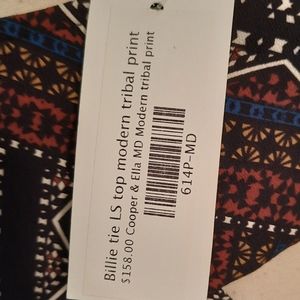 Billie tie LS top modern tribal print
$158.00 Cooper & Ella MD Modern tribal print
614P-MD